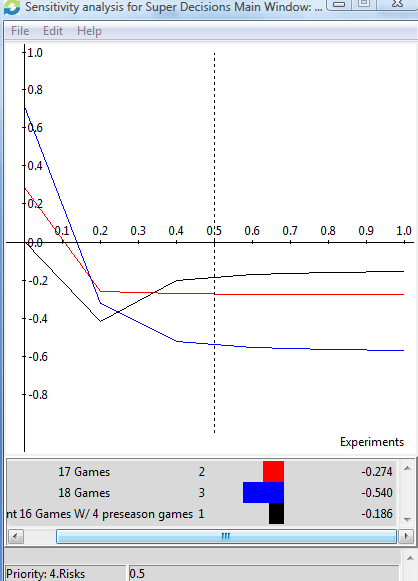 Sensitivity analysis for Super Decisions Main Window: ...
File Edit Help
1.0
0.8
0.6
0.4
0.2
0.1 0.2 0.3 0.4 0.5 0.6 0.7 0.8 0.9 1.0
0.0
-0.2
-0.4
-0.6
-0.8
Experiments
17 Games 2 -0.274
18 Games 3 -0.540
nt 16 Games W/ 4 preseason games 1 -0.186
Priority: 4.Risks 0.5